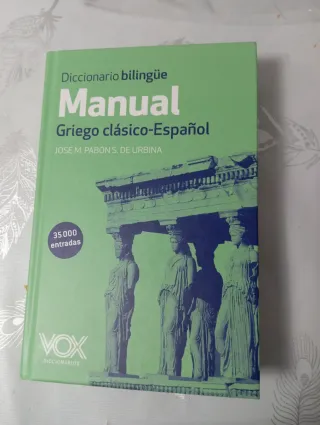 Diccionario bilingüe
Manual
Griego clásico-Español
JOSÉ M. PABÓN S. DE URBINA
35 000
entradas
VOX